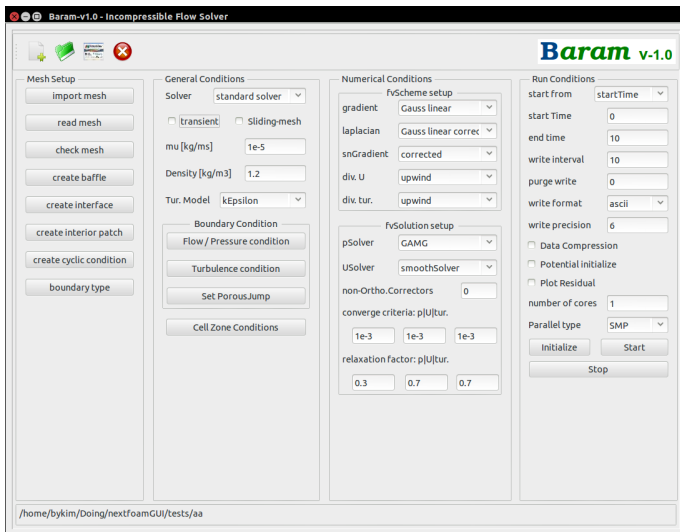 Baram-v1.0 - Incompressible Flow Solver
Baram v-1.0
Mesh Setup
import mesh
read mesh
check mesh
create baffle
create interface
create interior patch
create cyclic condition
boundary type
General Conditions
Solver standard solver
transient Sliding-mesh
mu [kg/ms] 1e-5
Density [kg/m3] 1.2
Tur. Model kEpsilon
Boundary Condition
Flow / Pressure condition
Turbulence condition
Set PorousJump
Cell Zone Conditions
Numerical Conditions
fvScheme setup
gradient Gauss linear
laplacian Gauss linear correc
snGradient corrected
div. U upwind
div. tur. upwind
fvSolution setup
pSolver GAMG
USolver smoothSolver
non-Ortho.Correctors 0
converge criteria: p|U|tur.
1e-3 1e-3 1e-3
relaxation factor: p|U|tur.
0.3 0.7 0.7
Run Conditions
start from startTime
start Time 0
end time 10
write interval 10
purge write 0
write format ascii
write precision 6
Data Compression
Potential initialize
Plot Residual
number of cores 1
Parallel type SMP
Initialize Start
Stop
/home/bykim/Doing/nextfoamGUI/tests/aa